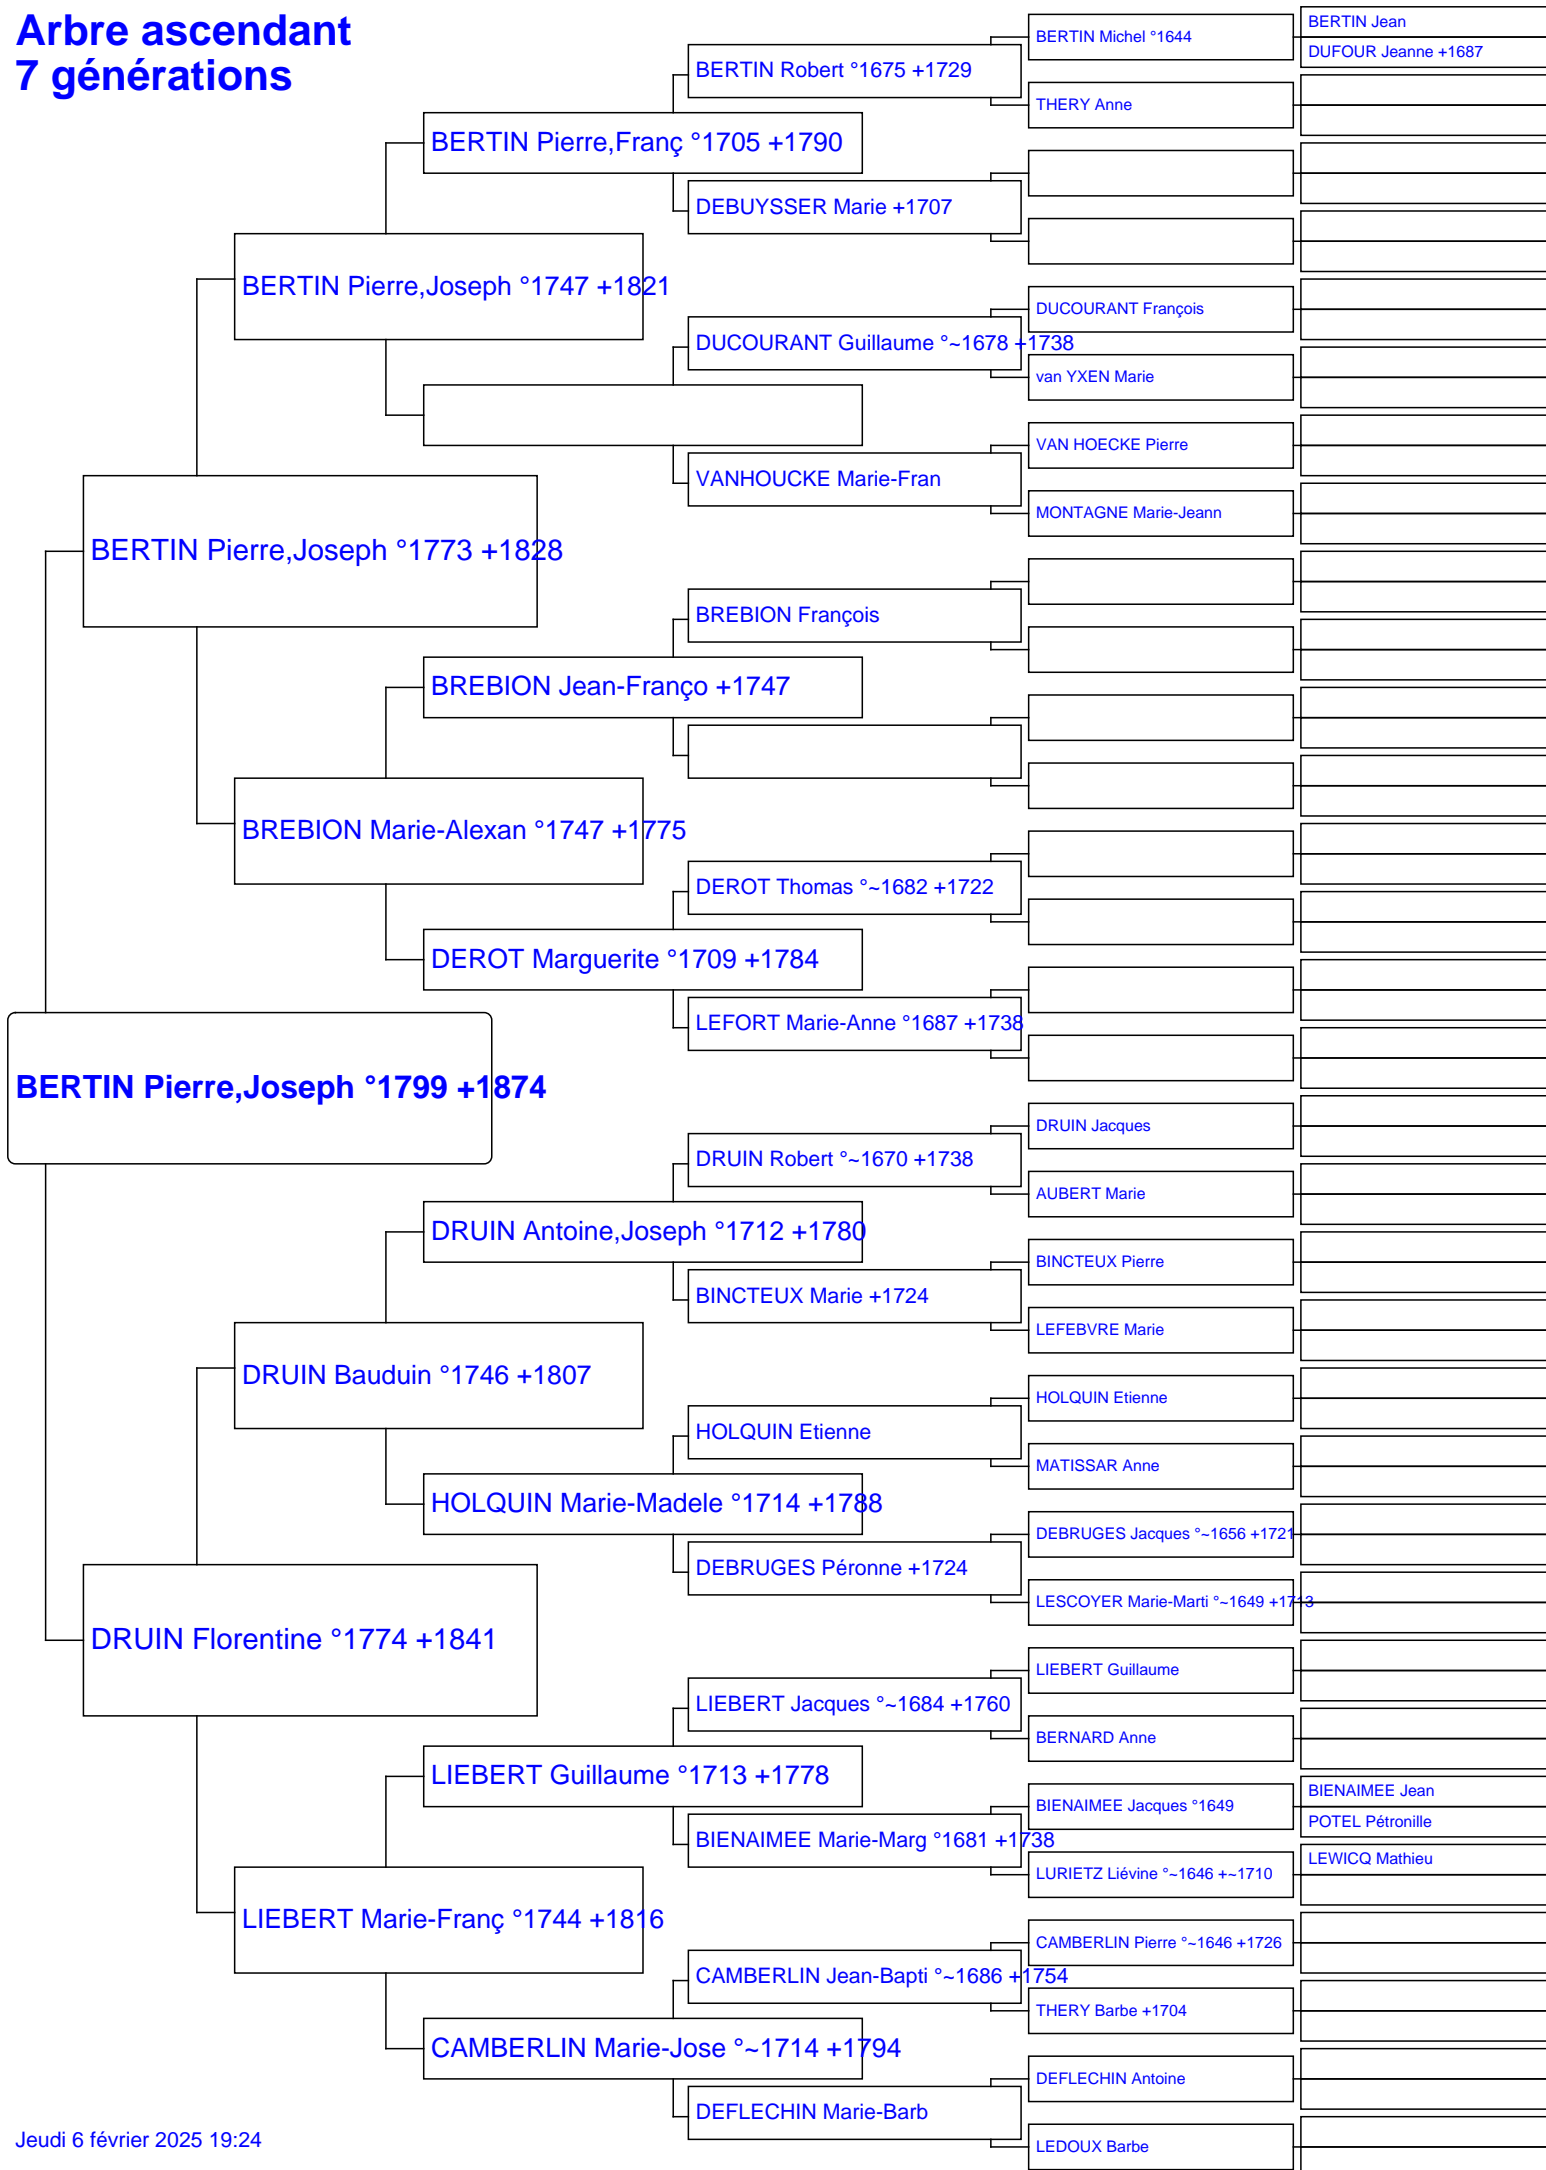 Arbre ascendant
7 générations
BERTIN Jean
BERTIN Michel °1644
DUFOUR Jeanne +1687
BERTIN Robert °1675 +1729
THERY Anne
BERTIN Pierre,Franç °1705 +1790
DEBUYSSER Marie +1707
BERTIN Pierre,Joseph °1747 +1821
DUCOURANT François
DUCOURANT Guillaume °~1678 +1738
van YXEN Marie
VAN HOECKE Pierre
VANHOUCKE Marie-Fran
MONTAGNE Marie-Jeann
BERTIN Pierre,Joseph °1773 +1828
BREBION François
BREBION Jean-Franço +1747
BREBION Marie-Alexan °1747 +1775
DEROT Thomas °~1682 +1722
DEROT Marguerite °1709 +1784
LEFORT Marie-Anne °1687 +1738
BERTIN Pierre,Joseph °1799 +1874
DRUIN Jacques
DRUIN Robert °~1670 +1738
AUBERT Marie
DRUIN Antoine,Joseph °1712 +1780
BINCTEUX Pierre
BINCTEUX Marie +1724
LEFEBVRE Marie
DRUIN Bauduin °1746 +1807
HOLQUIN Etienne
HOLQUIN Etienne
MATISSAR Anne
HOLQUIN Marie-Madele °1714 +1788
DEBRUGES Jacques °~1656 +1721
DEBRUGES Péronne +1724
LESCOYER Marie-Marti °~1649 +1713
DRUIN Florentine °1774 +1841
LIEBERT Guillaume
LIEBERT Jacques °~1684 +1760
BERNARD Anne
LIEBERT Guillaume °1713 +1778
BIENAIMEE Jean
BIENAIMEE Jacques °1649
POTEL Pétronille
BIENAIMEE Marie-Marg °1681 +1738
LEWICQ Mathieu
LURIETZ Liévine °~1646 +~1710
LIEBERT Marie-Franç °1744 +1816
CAMBERLIN Pierre °~1646 +1726
CAMBERLIN Jean-Bapti °~1686 +1754
THERY Barbe +1704
CAMBERLIN Marie-Jose °~1714 +1794
DEFLECHIN Antoine
DEFLECHIN Marie-Barb
LEDOUX Barbe
Jeudi 6 février 2025 19:24